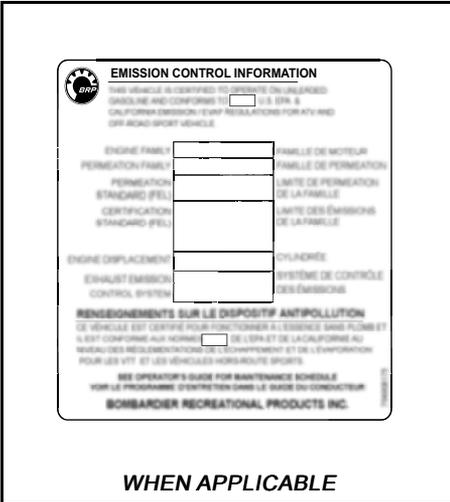 BRP
EMISSION CONTROL INFORMATION
THIS VEHICLE IS CERTIFIED TO OPERATE ON UNLEADED
GASOLINE AND CONFORMS TO U.S. EPA &
CALIFORNIA EMISSION / EVAP REGULATIONS FOR ATV AND
OFF-ROAD SPORT VEHICLE.
ENGINE FAMILY
FAMILLE DE MOTEUR
PERMEATION FAMILY
FAMILLE DE PERMEATION
PERMEATION
STANDARD (FEL)
LIMITE DE PERMEATION
DE LA FAMILLE
CERTIFICATION
STANDARD (FEL)
LIMITE DES ÉMISSIONS
DE LA FAMILLE
ENGINE DISPLACEMENT
CYLINDRÉE
EXHAUST EMISSION
CONTROL SYSTEM
SYSTÈME DE CONTRÔLE
DES ÉMISSIONS
RENSEIGNEMENTS SUR LE DISPOSITIF ANTIPOLLUTION
CE VÉHICULE EST CERTIFIÉ POUR FONCTIONNER À L'ESSENCE SANS PLOMB ET
IL EST CONFORME AUX NORMES DE L'EPA ET DE LA CALIFORNIE AU
NIVEAU DES RÉGLEMENTATIONS DE L'ÉCHAPPEMENT ET DE L'ÉVAPORATION
POUR LES VTT ET LES VÉHICULES HORS-ROUTE SPORTS.
SEE OPERATOR'S GUIDE FOR MAINTENANCE SCHEDULE
VOIR LE PROGRAMME D'ENTRETIEN DANS LE GUIDE DU CONDUCTEUR
BOMBARDIER RECREATIONAL PRODUCTS INC.
WHEN APPLICABLE